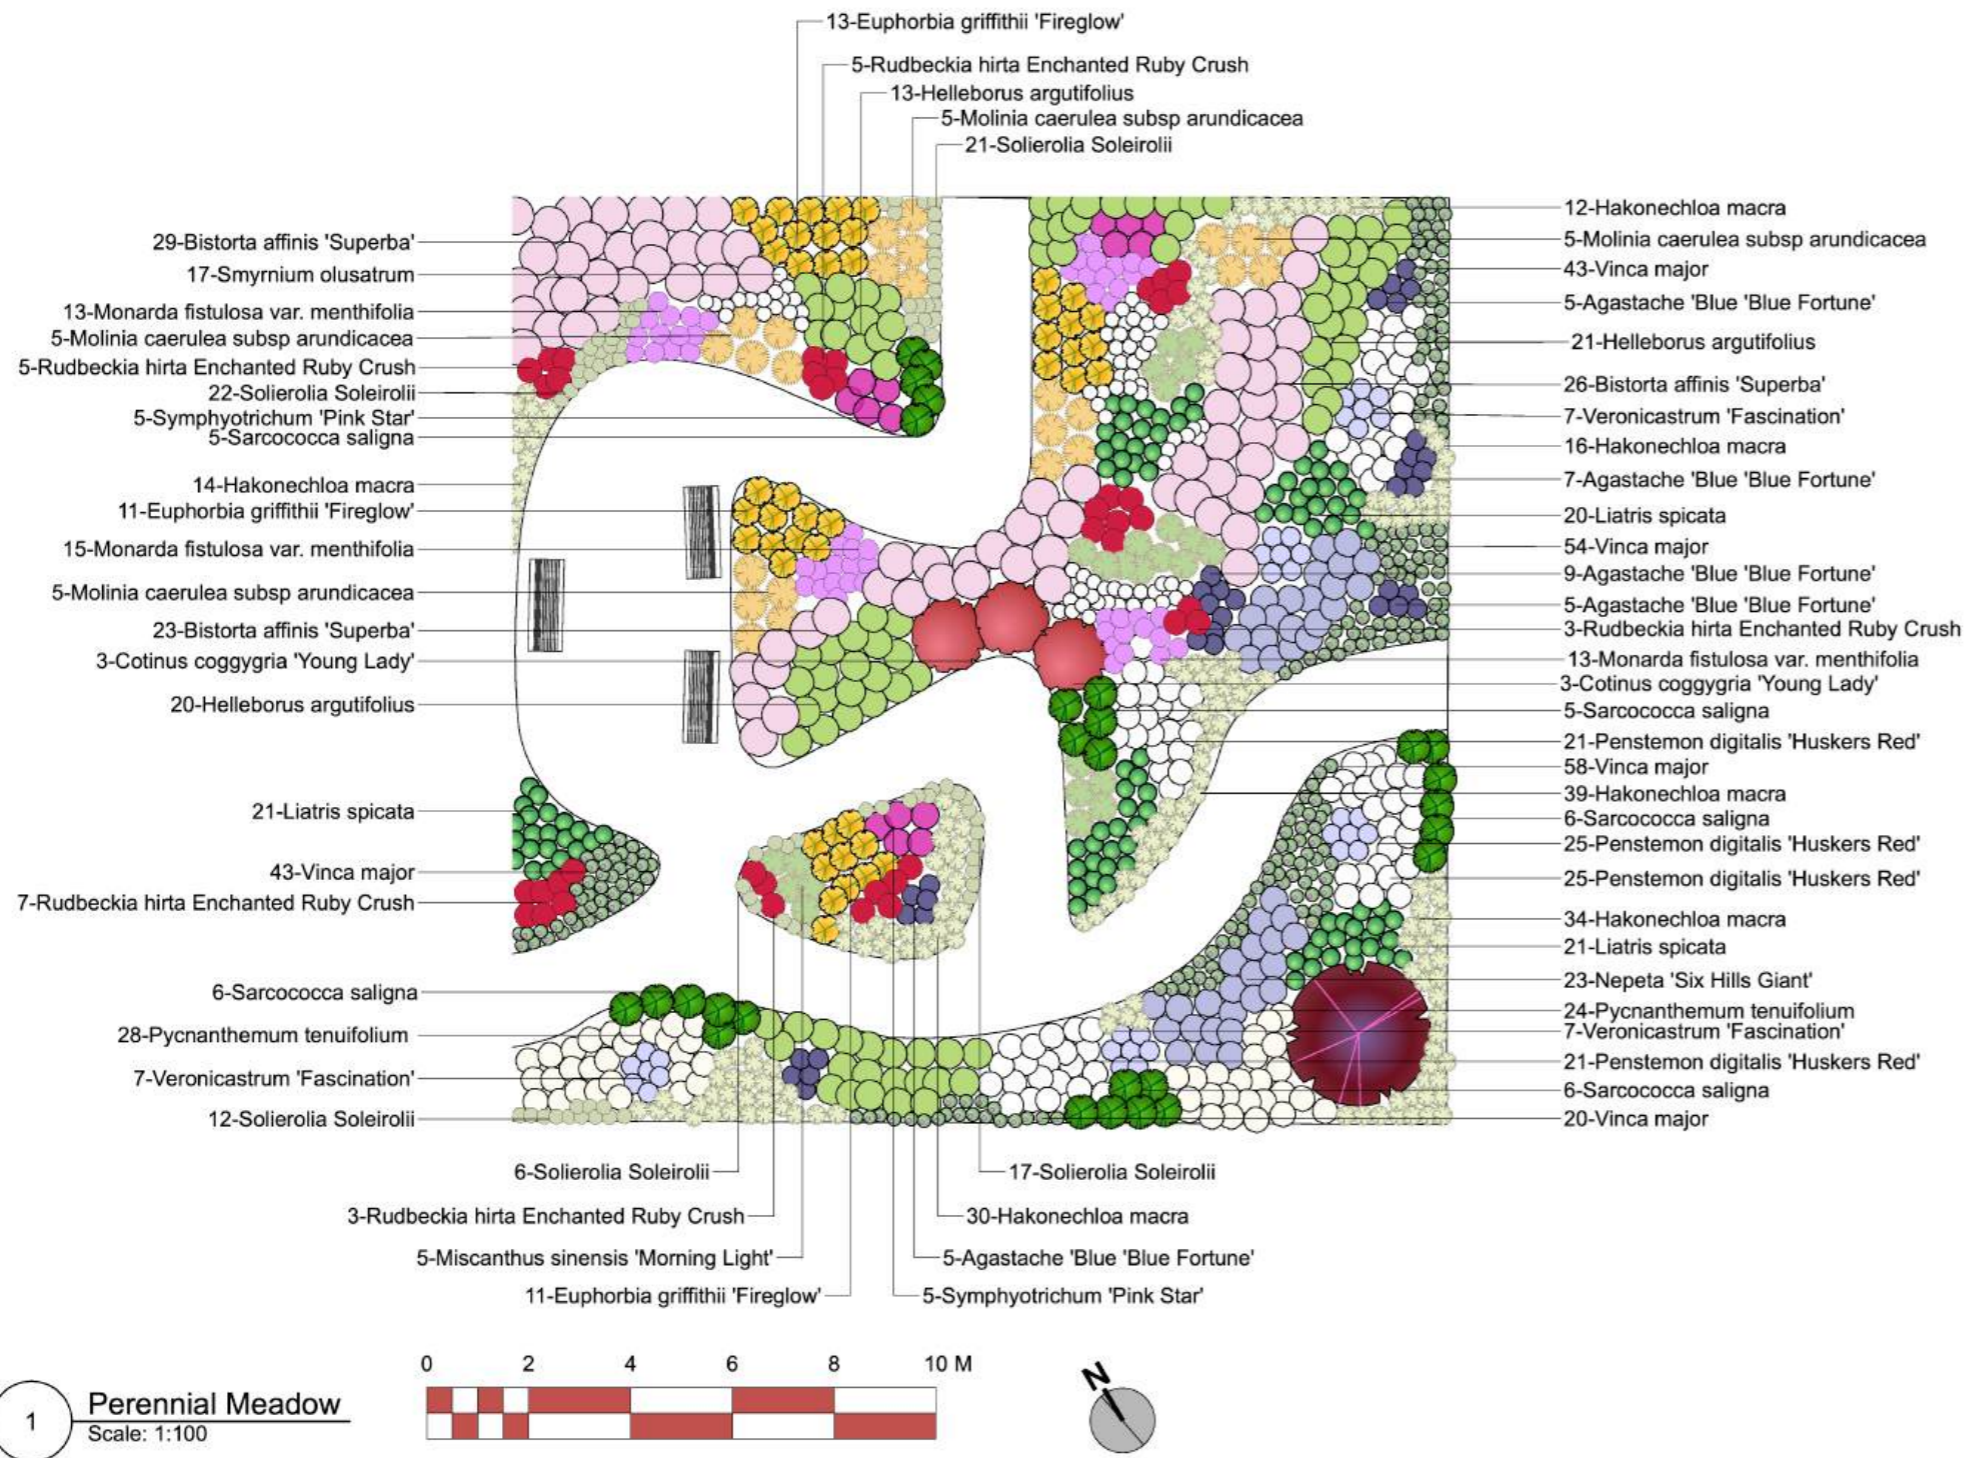 13-Euphorbia griffithii 'Fireglow'
5-Rudbeckia hirta Enchanted Ruby Crush
13-Helleborus argutifolius
5-Molinia caerulea subsp arundicacea
21-Solierolia Soleirolii
29-Bistorta affinis 'Superba'
17-Smyrnium olusatrum
13-Monarda fistulosa var. menthifolia
5-Molinia caerulea subsp arundicacea
5-Rudbeckia hirta Enchanted Ruby Crush
22-Solierolia Soleirolii
5-Symphyotrichum 'Pink Star'
5-Sarcococca saligna
14-Hakonechloa macra
11-Euphorbia griffithii 'Fireglow'
15-Monarda fistulosa var. menthifolia
5-Molinia caerulea subsp arundicacea
23-Bistorta affinis 'Superba'
3-Cotinus coggygria 'Young Lady'
20-Helleborus argutifolius
21-Liatris spicata
43-Vinca major
7-Rudbeckia hirta Enchanted Ruby Crush
6-Sarcococca saligna
28-Pycnanthemum tenuifolium
7-Veronicastrum 'Fascination'
12-Solierolia Soleirolii
12-Hakonechloa macra
5-Molinia caerulea subsp arundicacea
43-Vinca major
5-Agastache 'Blue 'Blue Fortune'
21-Helleborus argutifolius
26-Bistorta affinis 'Superba'
7-Veronicastrum 'Fascination'
16-Hakonechloa macra
7-Agastache 'Blue 'Blue Fortune'
20-Liatris spicata
54-Vinca major
9-Agastache 'Blue 'Blue Fortune'
5-Agastache 'Blue 'Blue Fortune'
3-Rudbeckia hirta Enchanted Ruby Crush
13-Monarda fistulosa var. menthifolia
3-Cotinus coggygria 'Young Lady'
5-Sarcococca saligna
21-Penstemon digitalis 'Huskers Red'
58-Vinca major
39-Hakonechloa macra
6-Sarcococca saligna
25-Penstemon digitalis 'Huskers Red'
25-Penstemon digitalis 'Huskers Red'
34-Hakonechloa macra
21-Liatris spicata
23-Nepeta 'Six Hills Giant'
24-Pycnanthemum tenuifolium
7-Veronicastrum 'Fascination'
21-Penstemon digitalis 'Huskers Red'
6-Sarcococca saligna
20-Vinca major
6-Solierolia Soleirolii
17-Solierolia Soleirolii
3-Rudbeckia hirta Enchanted Ruby Crush
30-Hakonechloa macra
5-Miscanthus sinensis 'Morning Light'
5-Agastache 'Blue 'Blue Fortune'
11-Euphorbia griffithii 'Fireglow'
5-Symphyotrichum 'Pink Star'
0 2 4 6 8 10 M
N
1
Perennial Meadow
Scale: 1:100